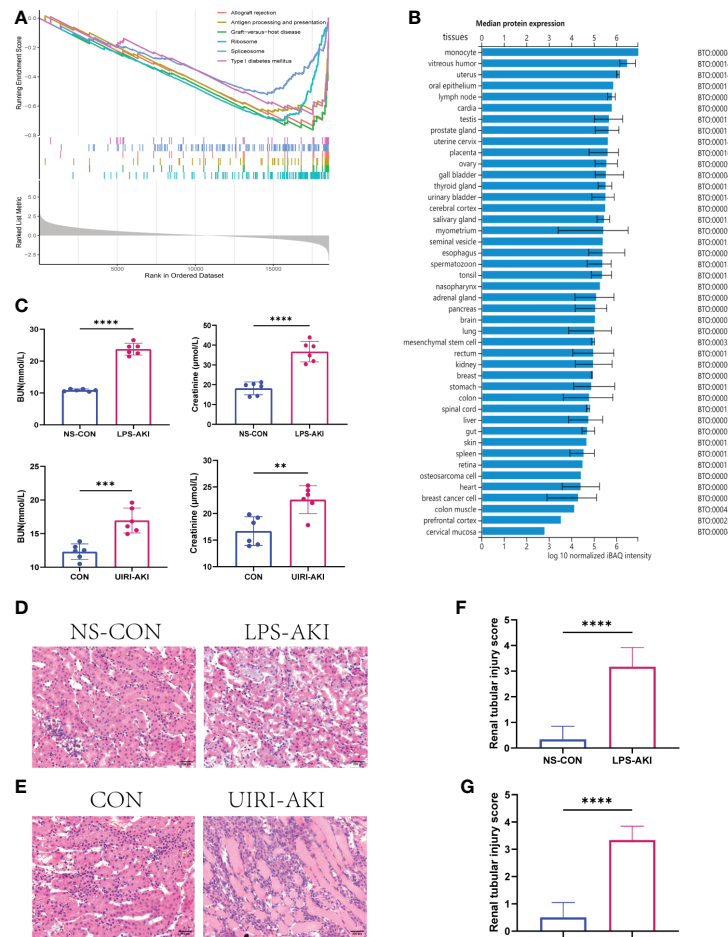 A
Allograft rejection
Antigen processing and presentation
Graft-versus-host disease
Ribosome
Spliceosome
Type I diabetes mellitus
Running Enrichment Score
Ranked List Metric
5.0
2.5
0.0
−2.5
5000
10000
15000
Rank in Ordered Dataset
B
Median protein expression
tissues
0 1 2 3 4 5 6
monocyte
vitreous humor
uterus
oral epithelium
lymph node
cardia
testis
prostate gland
uterine cervix
placenta
ovary
gall bladder
thyroid gland
urinary bladder
cerebral cortex
salivary gland
myometrium
seminal vesicle
esophagus
spermatozoon
tonsil
nasopharynx
adrenal gland
pancreas
brain
lung
mesenchymal stem cell
rectum
kidney
breast
stomach
colon
spinal cord
liver
gut
skin
spleen
retina
osteosarcoma cell
heart
breast cancer cell
colon muscle
prefrontal cortex
cervical mucosa
0 1 2 3 4 5 6
log 10 normalized iBAQ intensity
C
BUN(mmol/L)
30
20
10
0
****
NS-CON LPS-AKI
Creatinine (μmol/L)
50
40
30
20
10
0
****
NS-CON LPS-AKI
BUN(mmol/L)
25
20
15
10
***
CON UIRI-AKI
Creatinine (μmol/L)
30
25
20
15
10
**
CON UIRI-AKI
D
NS-CON LPS-AKI
E
CON UIRI-AKI
F
Renal tubular injury score
5
4
3
2
1
0
****
NS-CON LPS-AKI
G
Renal tubular injury score
5
4
3
2
1
0
****